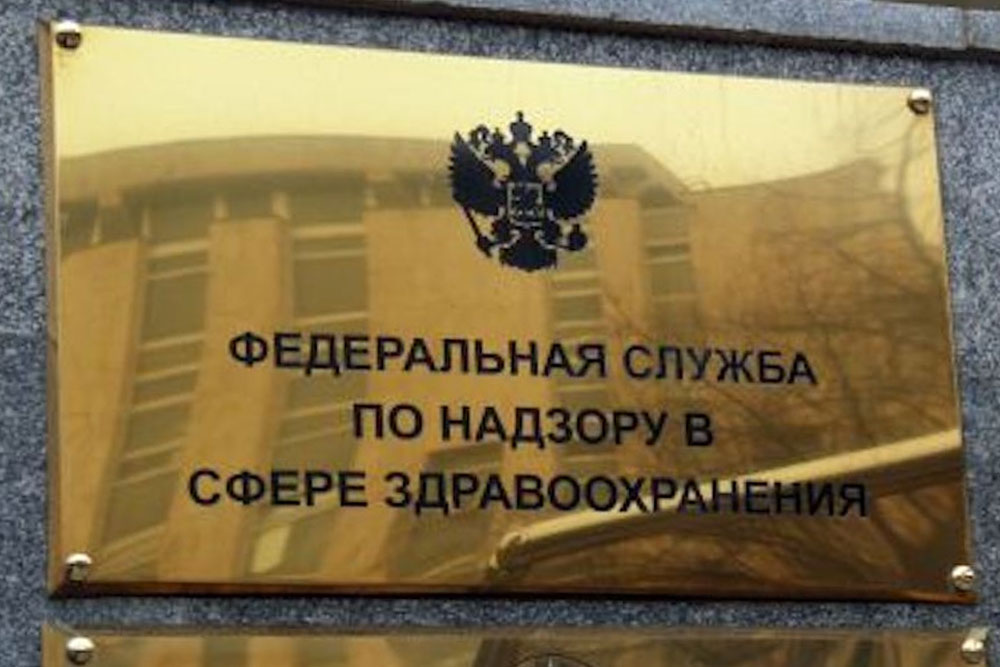 ФЕДЕРАЛЬНАЯ СЛУЖБА
ПО НАДЗОРУ В
СФЕРЕ ЗДРАВООХРАНЕНИЯ